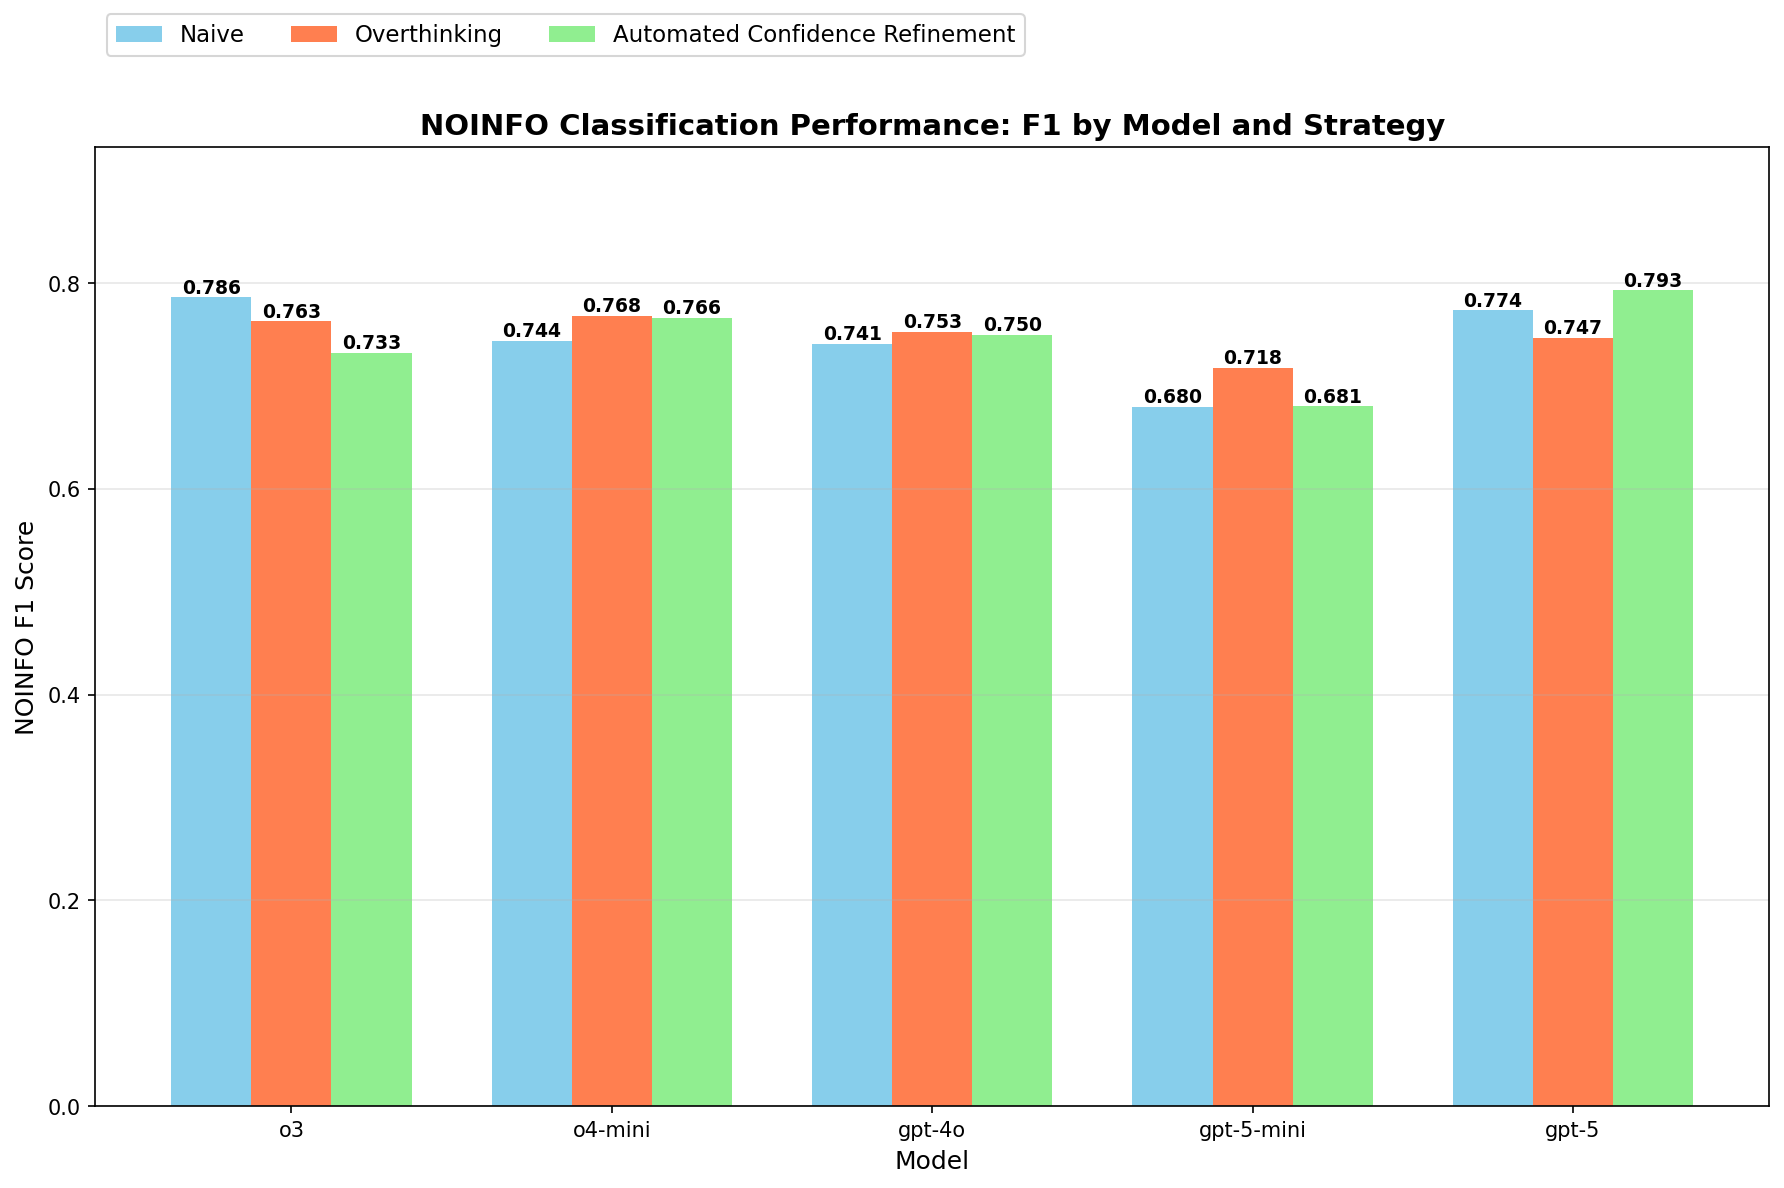 Naive Overthinking Automated Confidence Refinement
NOINFO Classification Performance: F1 by Model and Strategy
NOINFO F1 Score
0.8
0.6
0.4
0.2
0.0
0.786 0.763 0.733
0.744 0.768 0.766
0.741 0.753 0.750
0.680 0.718 0.681
0.774 0.747 0.793
o3 o4-mini gpt-4o gpt-5-mini gpt-5
Model